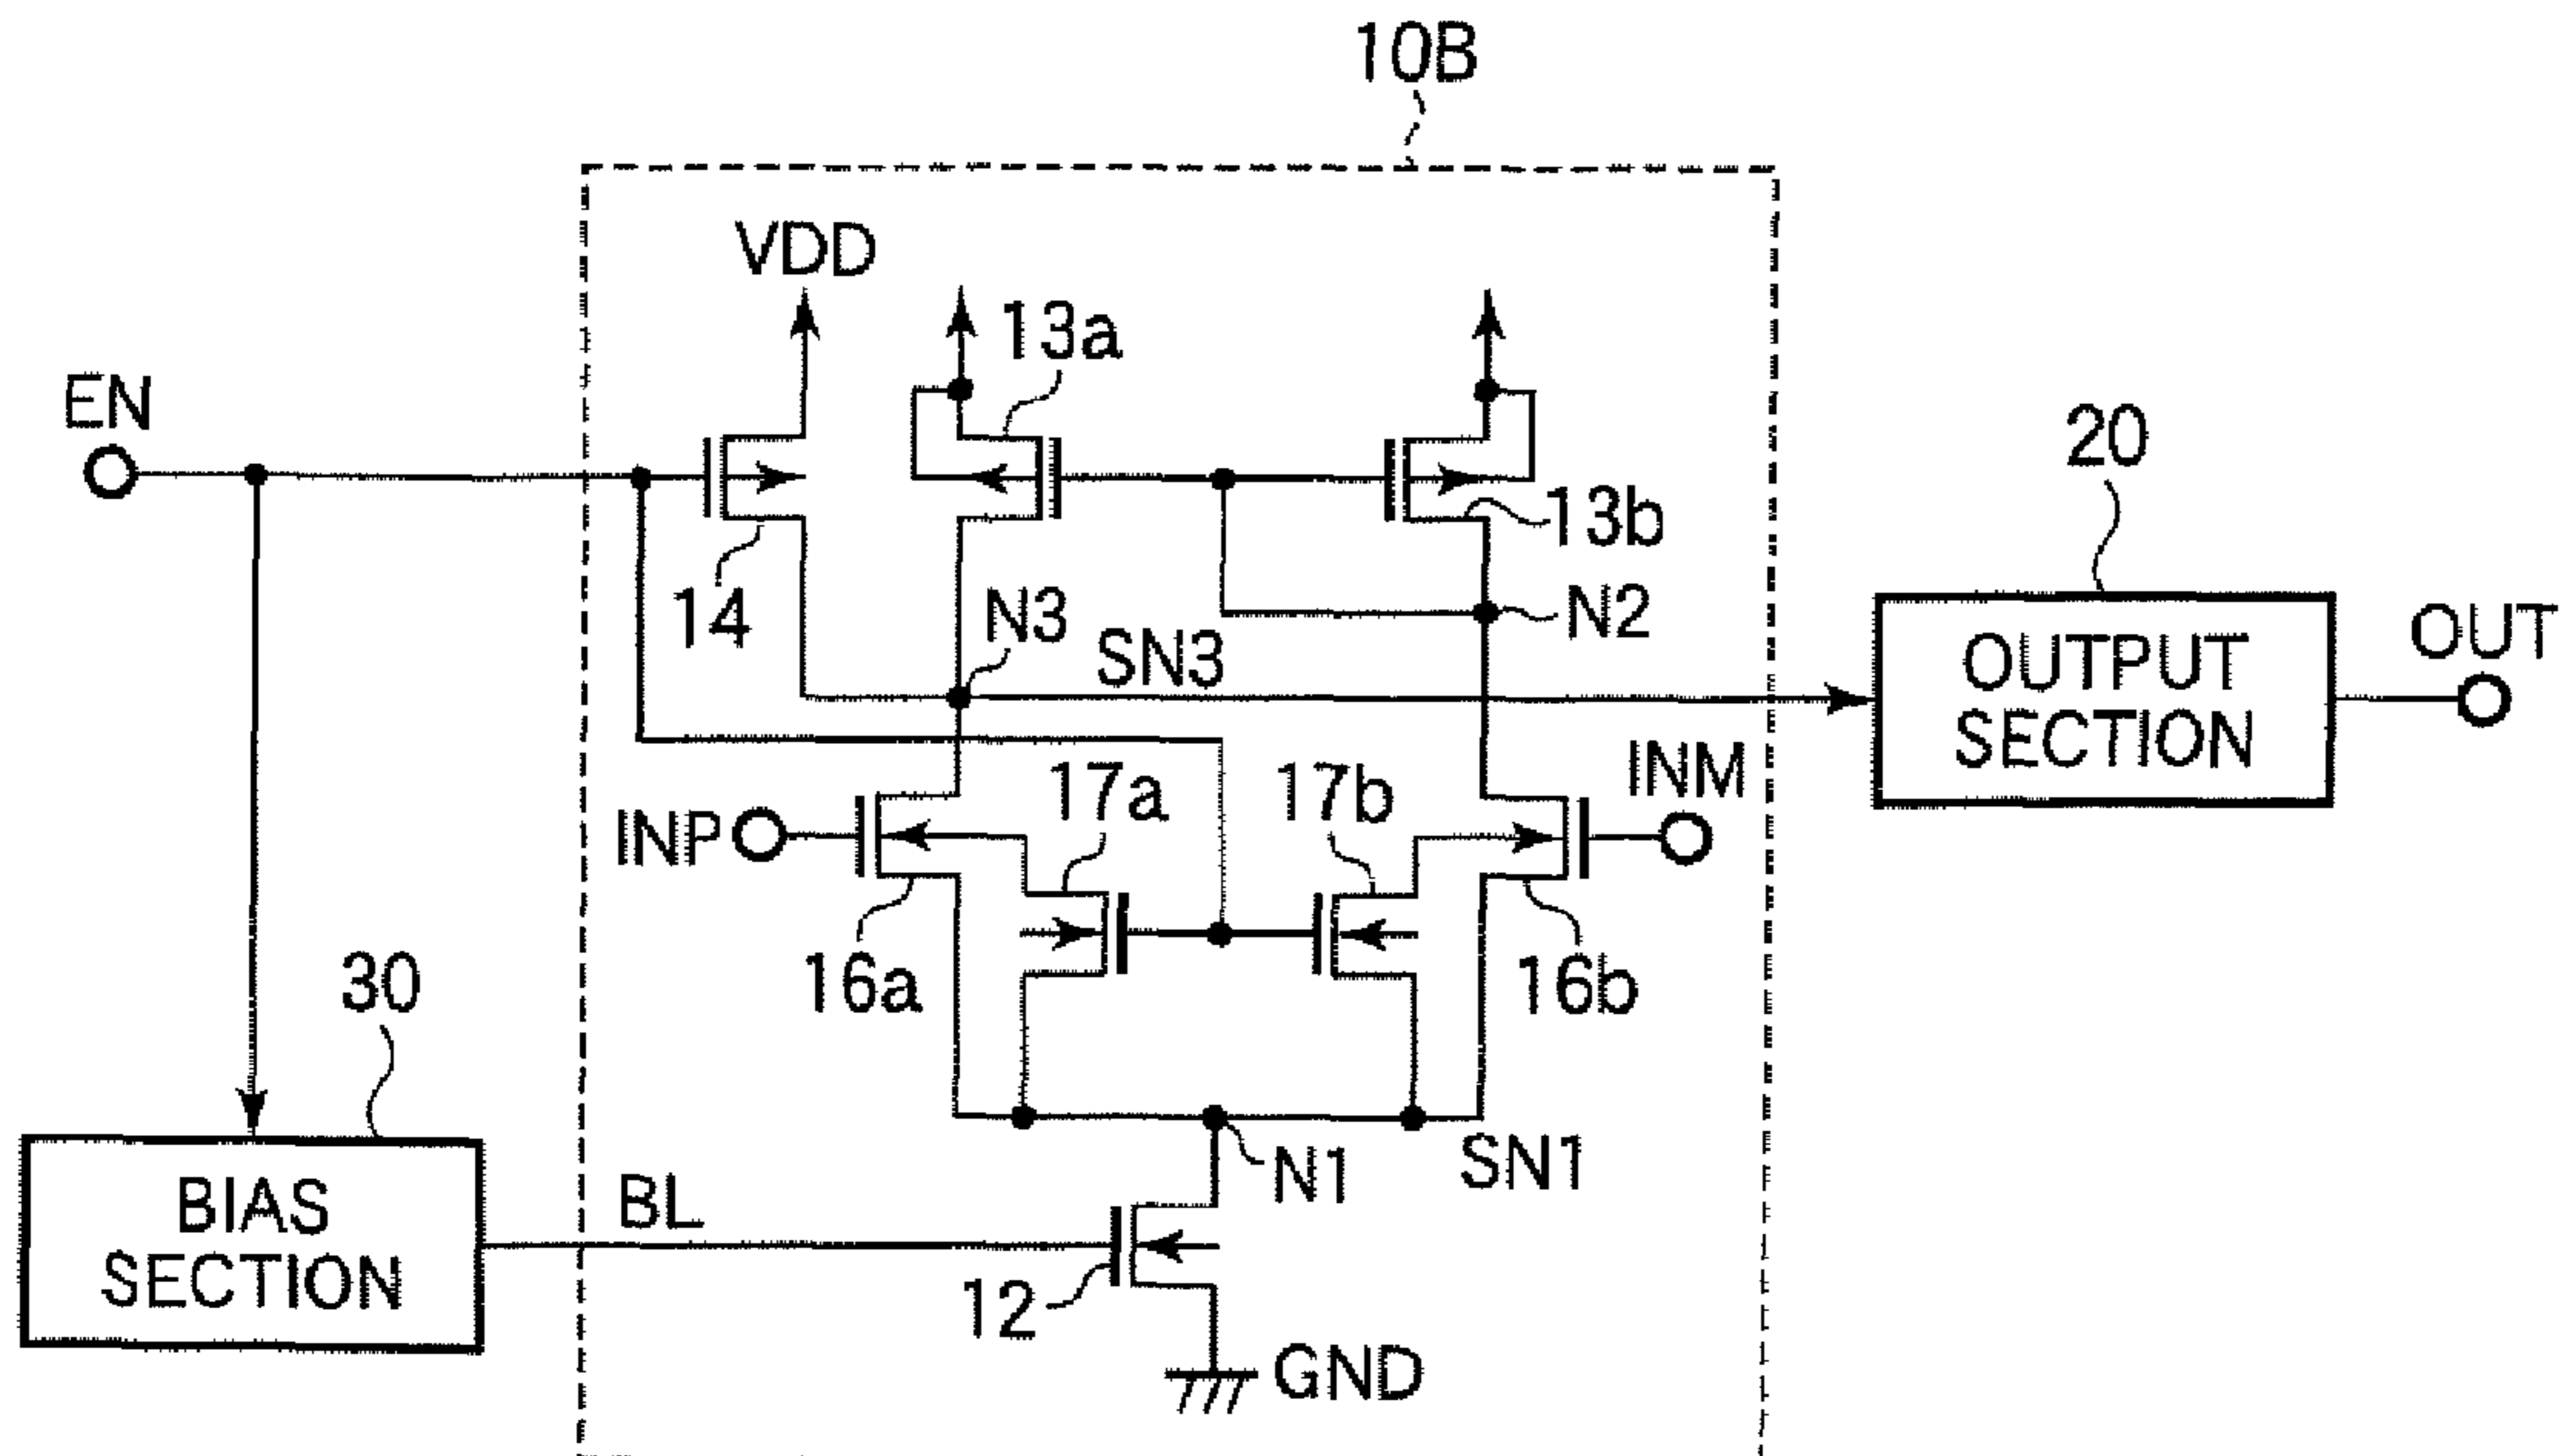 10B
VDD
13a
EN
20
13b
14
N3
SN3
N2
OUTPUT
SECTION
OUT
INP
17a
17b
INM
16a
16b
30
BIAS
SECTION
BL
N1
SN1
12
GND